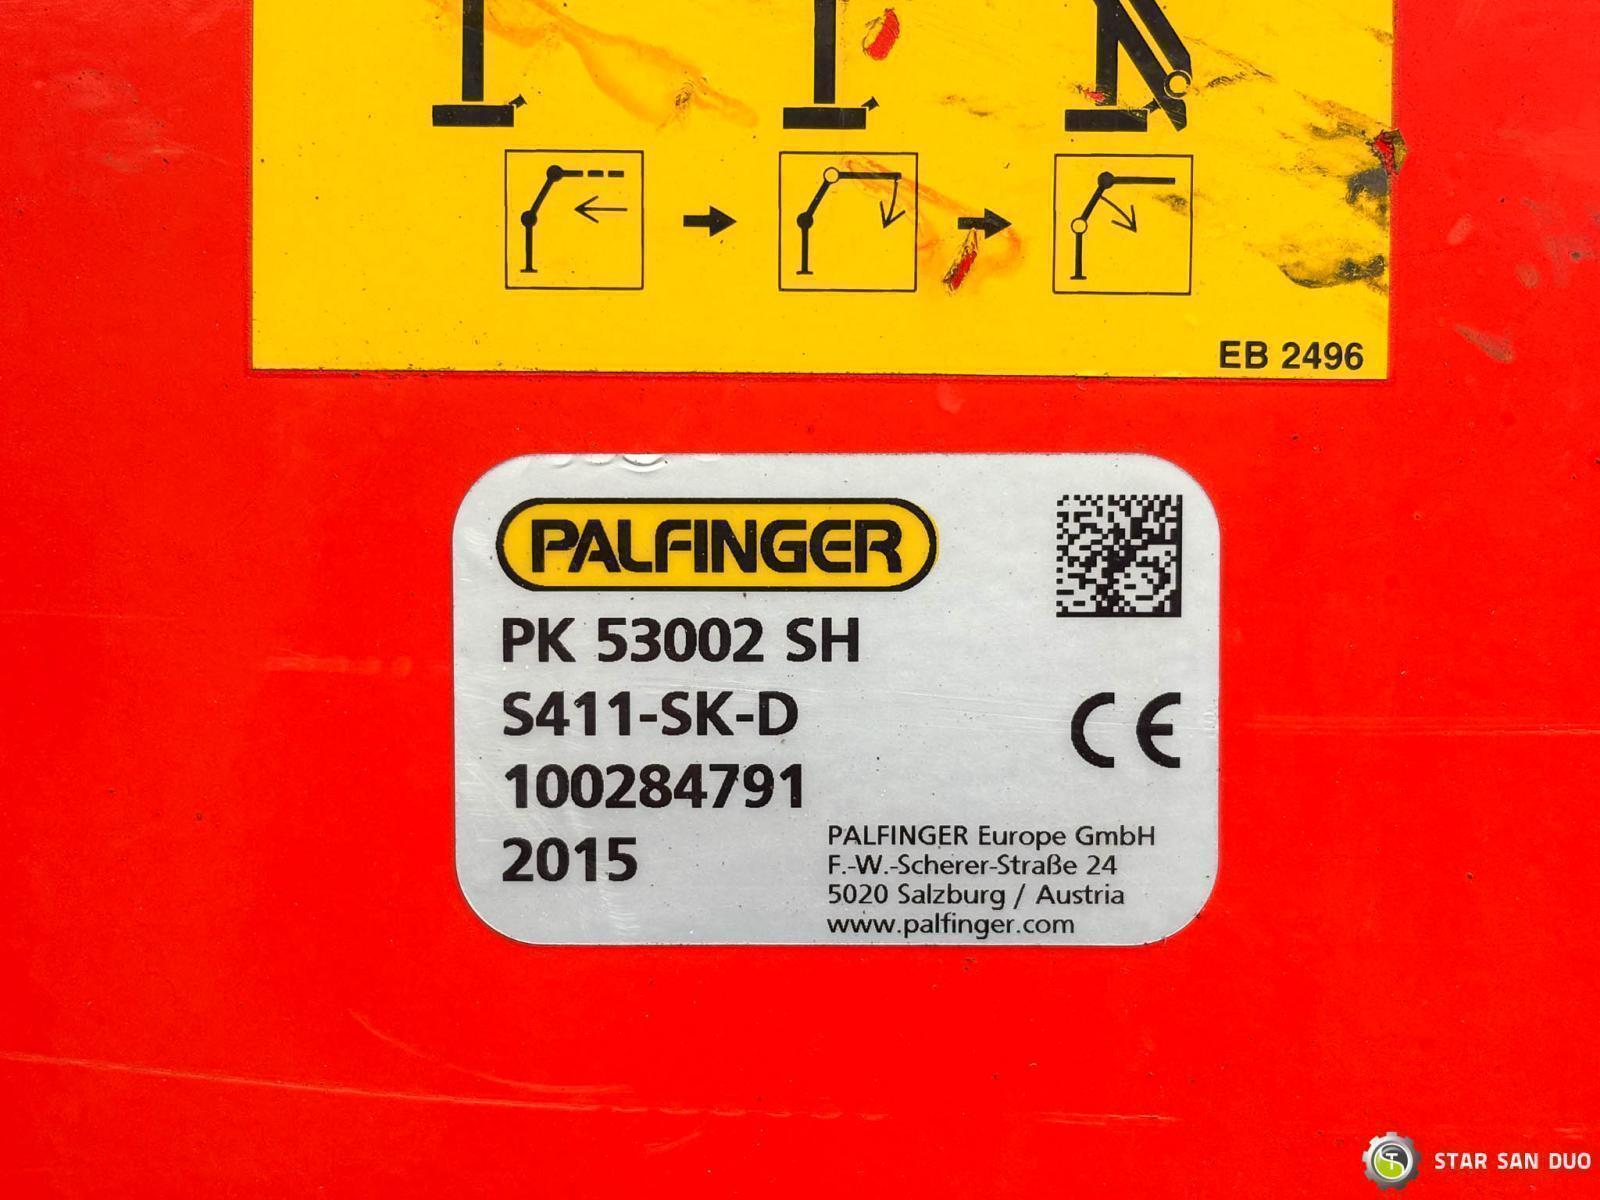 EB 2496
PALFINGER
PK 53002 SH
S411-SK-D
100284791
2015
CE
PALFINGER Europe GmbH
F.-W.-Scherer-Straße 24
5020 Salzburg / Austria
www.palfinger.com
STAR SAN DUO